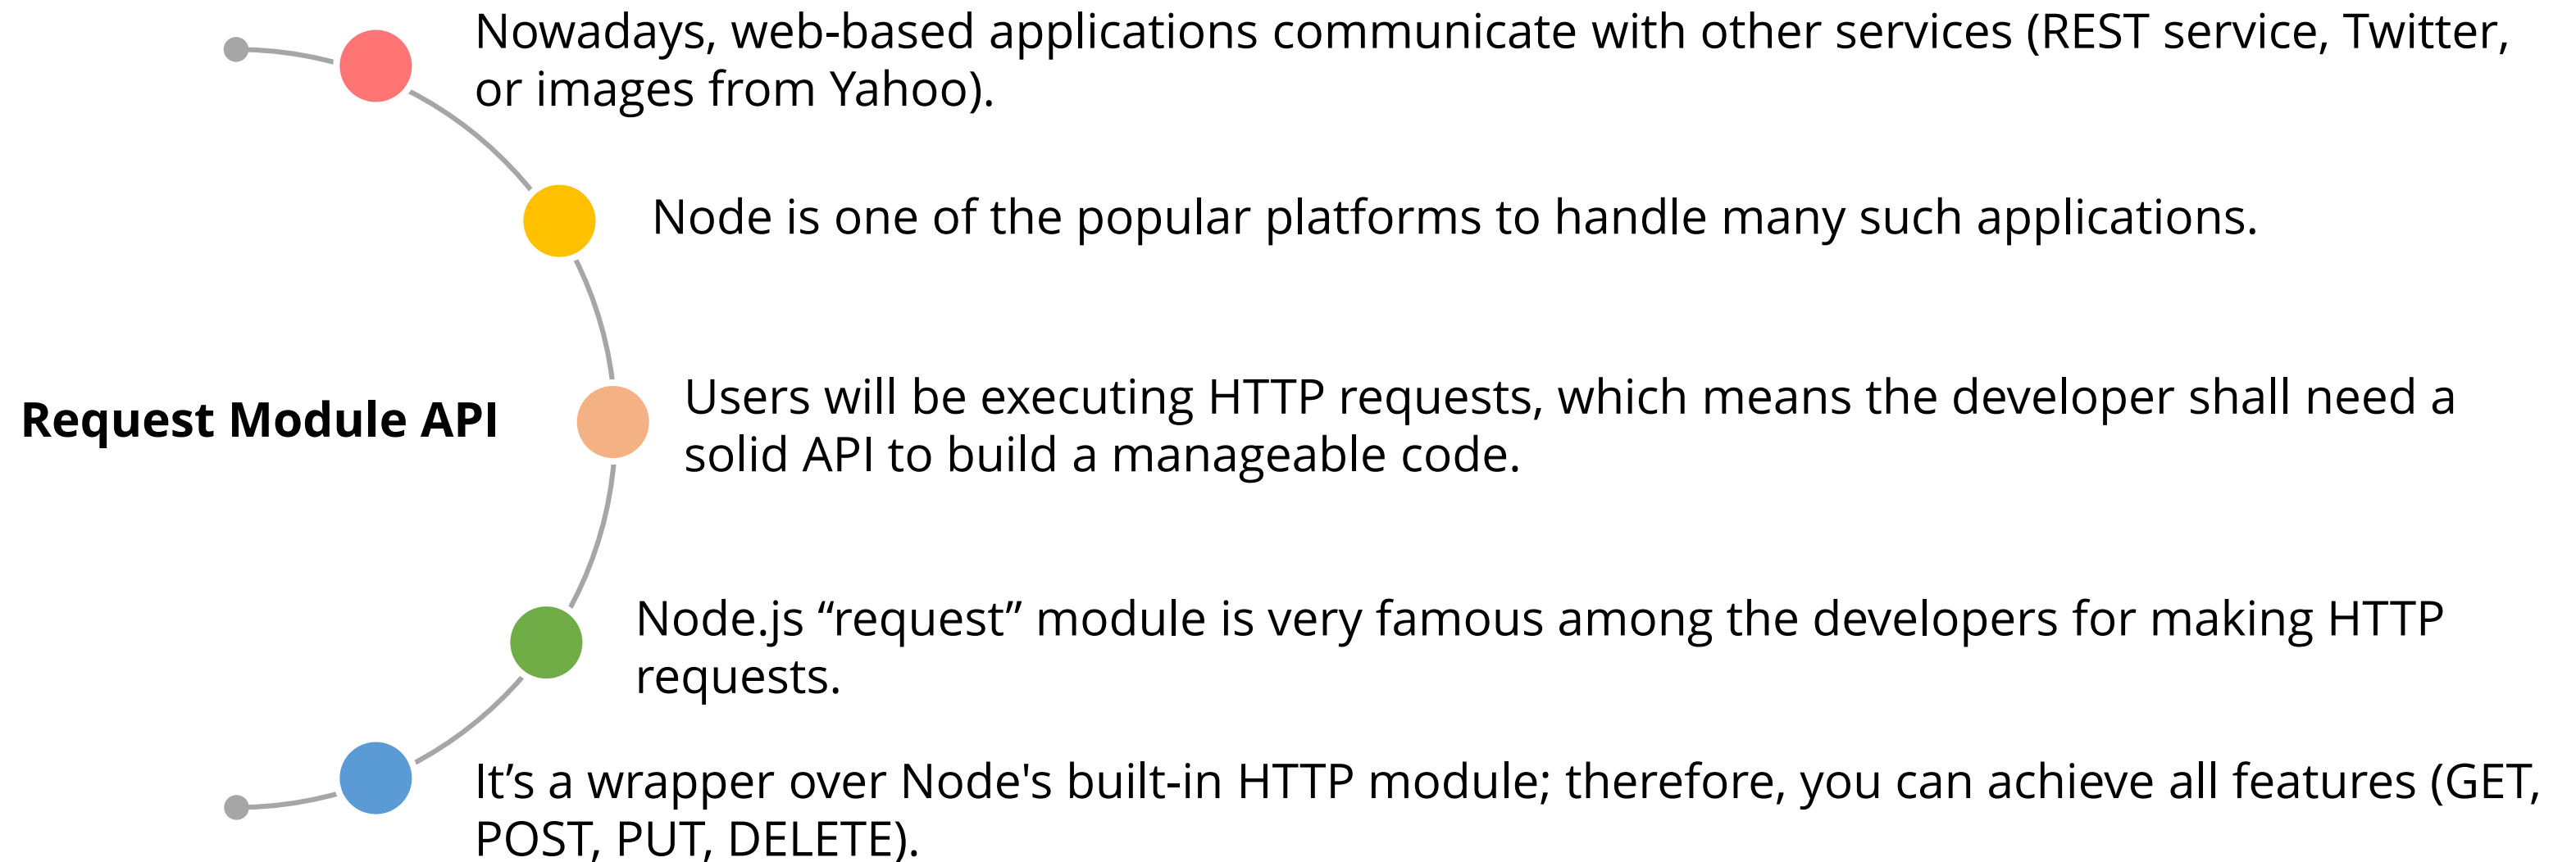 Nowadays, web-based applications communicate with other services (REST service, Twitter,
or images from Yahoo).
Node is one of the popular platforms to handle many such applications.
Request Module API
Users will be executing HTTP requests, which means the developer shall need a
solid API to build a manageable code.
Node.js “request” module is very famous among the developers for making HTTP
requests.
It’s a wrapper over Node's built-in HTTP module; therefore, you can achieve all features (GET,
POST, PUT, DELETE).